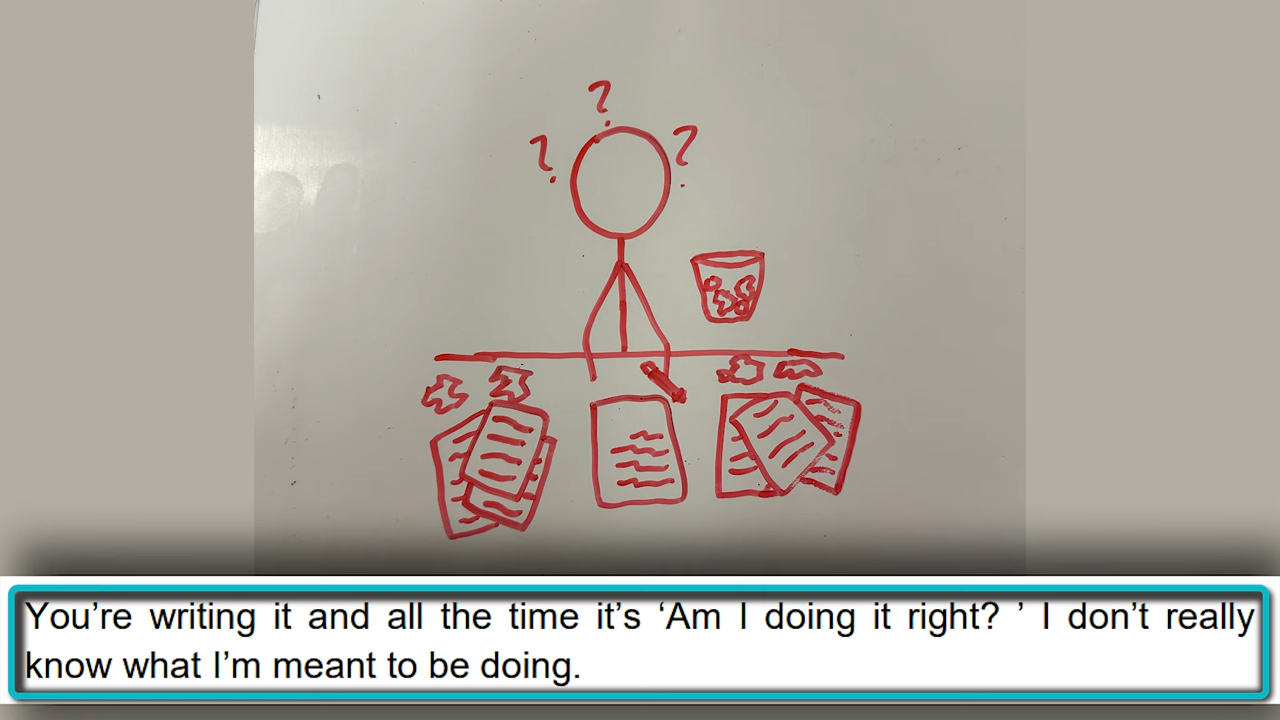 ?
?
?
You're writing it and all the time it's ‘Am I doing it right? ’ I don't really
know what I'm meant to be doing.